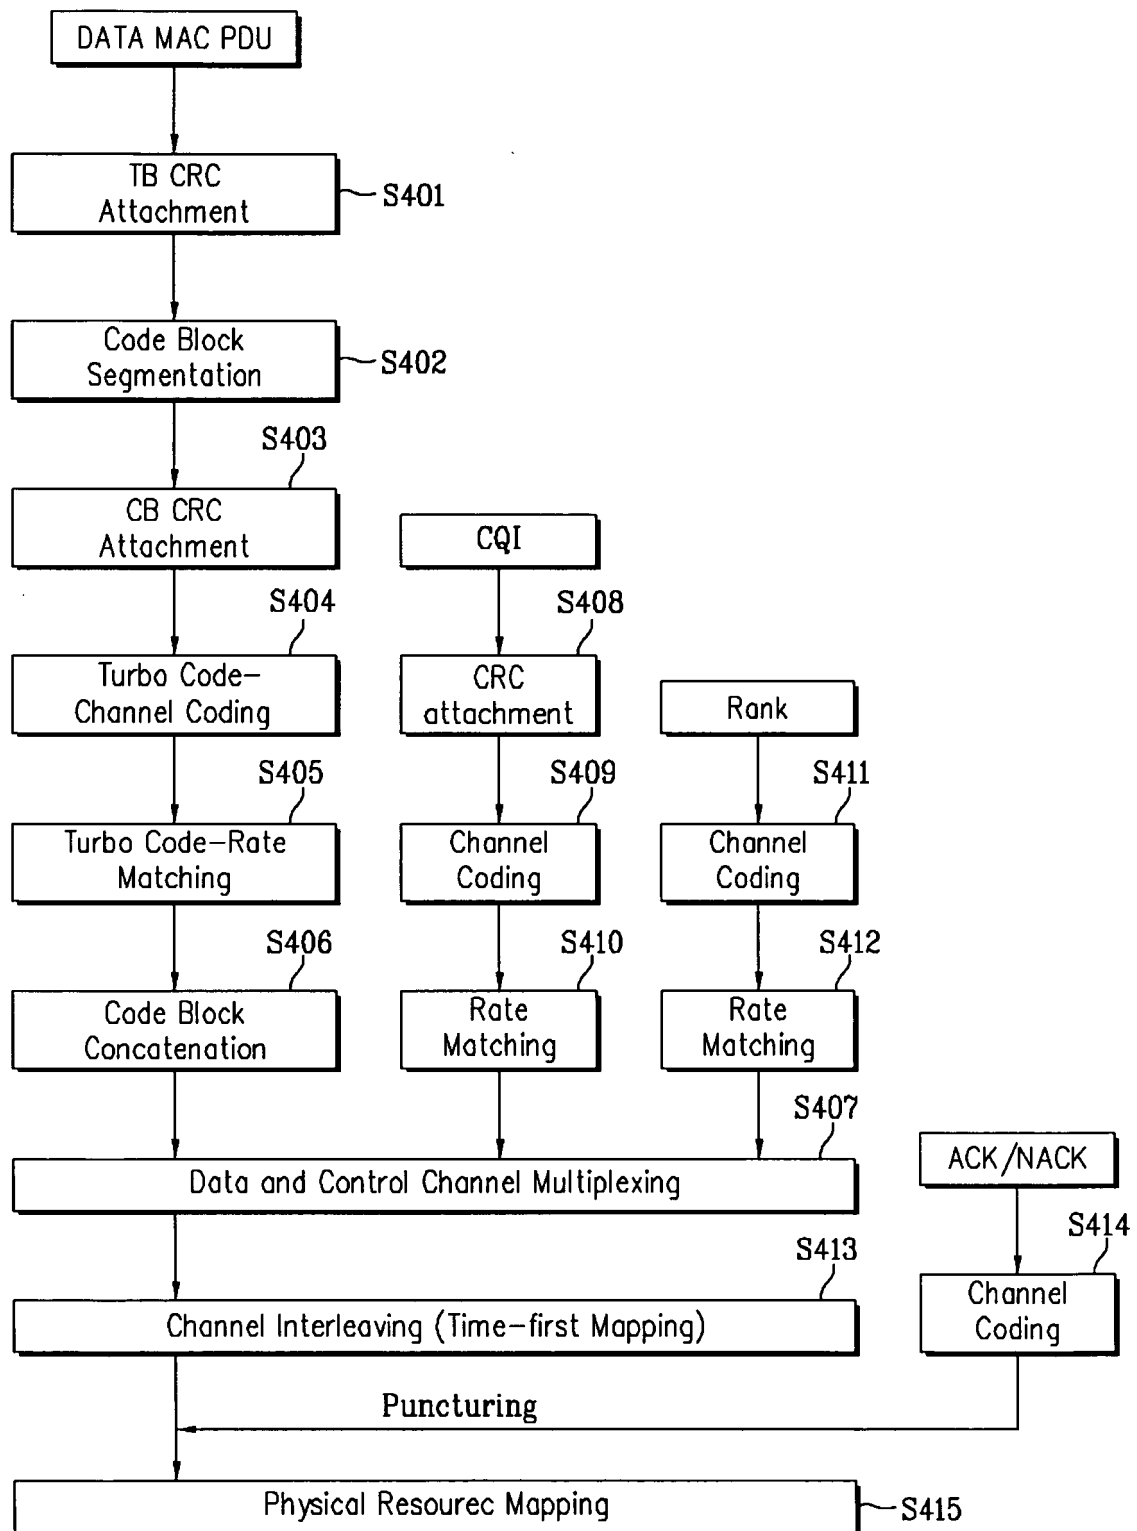 DATA MAC PDU
TB CRC
Attachment
S401
Code Block
Segmentation
S402
S403
CB CRC
Attachment
CQI
S404
S408
Turbo Code-
Channel Coding
CRC
attachment
Rank
S405
S409
S411
Turbo Code-Rate
Matching
Channel
Coding
Channel
Coding
S406
S410
S412
Code Block
Concatenation
Rate
Matching
Rate
Matching
S407
Data and Control Channel Multiplexing
ACK/NACK
S413
S414
Channel Interleaving (Time-first Mapping)
Channel
Coding
Puncturing
Physical Resourec Mapping
S415